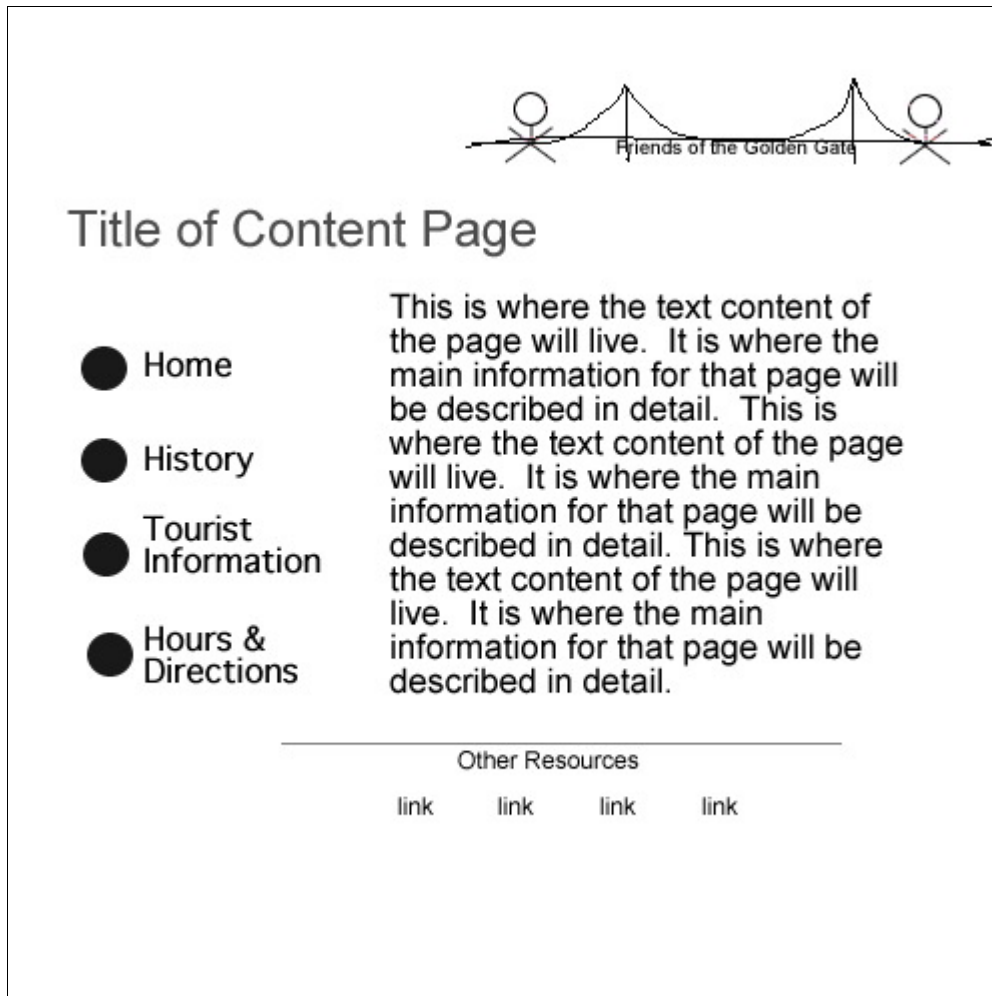 Friends of the Golden Gate
Title of Content Page
Home
History
Tourist
Information
Hours &
Directions
This is where the text content of
the page will live.  It is where the
main information for that page will
be described in detail.  This is
where the text content of the page
will live.  It is where the main
information for that page will be
described in detail. This is where
the text content of the page will
live.  It is where the main
information for that page will be
described in detail.
Other Resources
link link link link